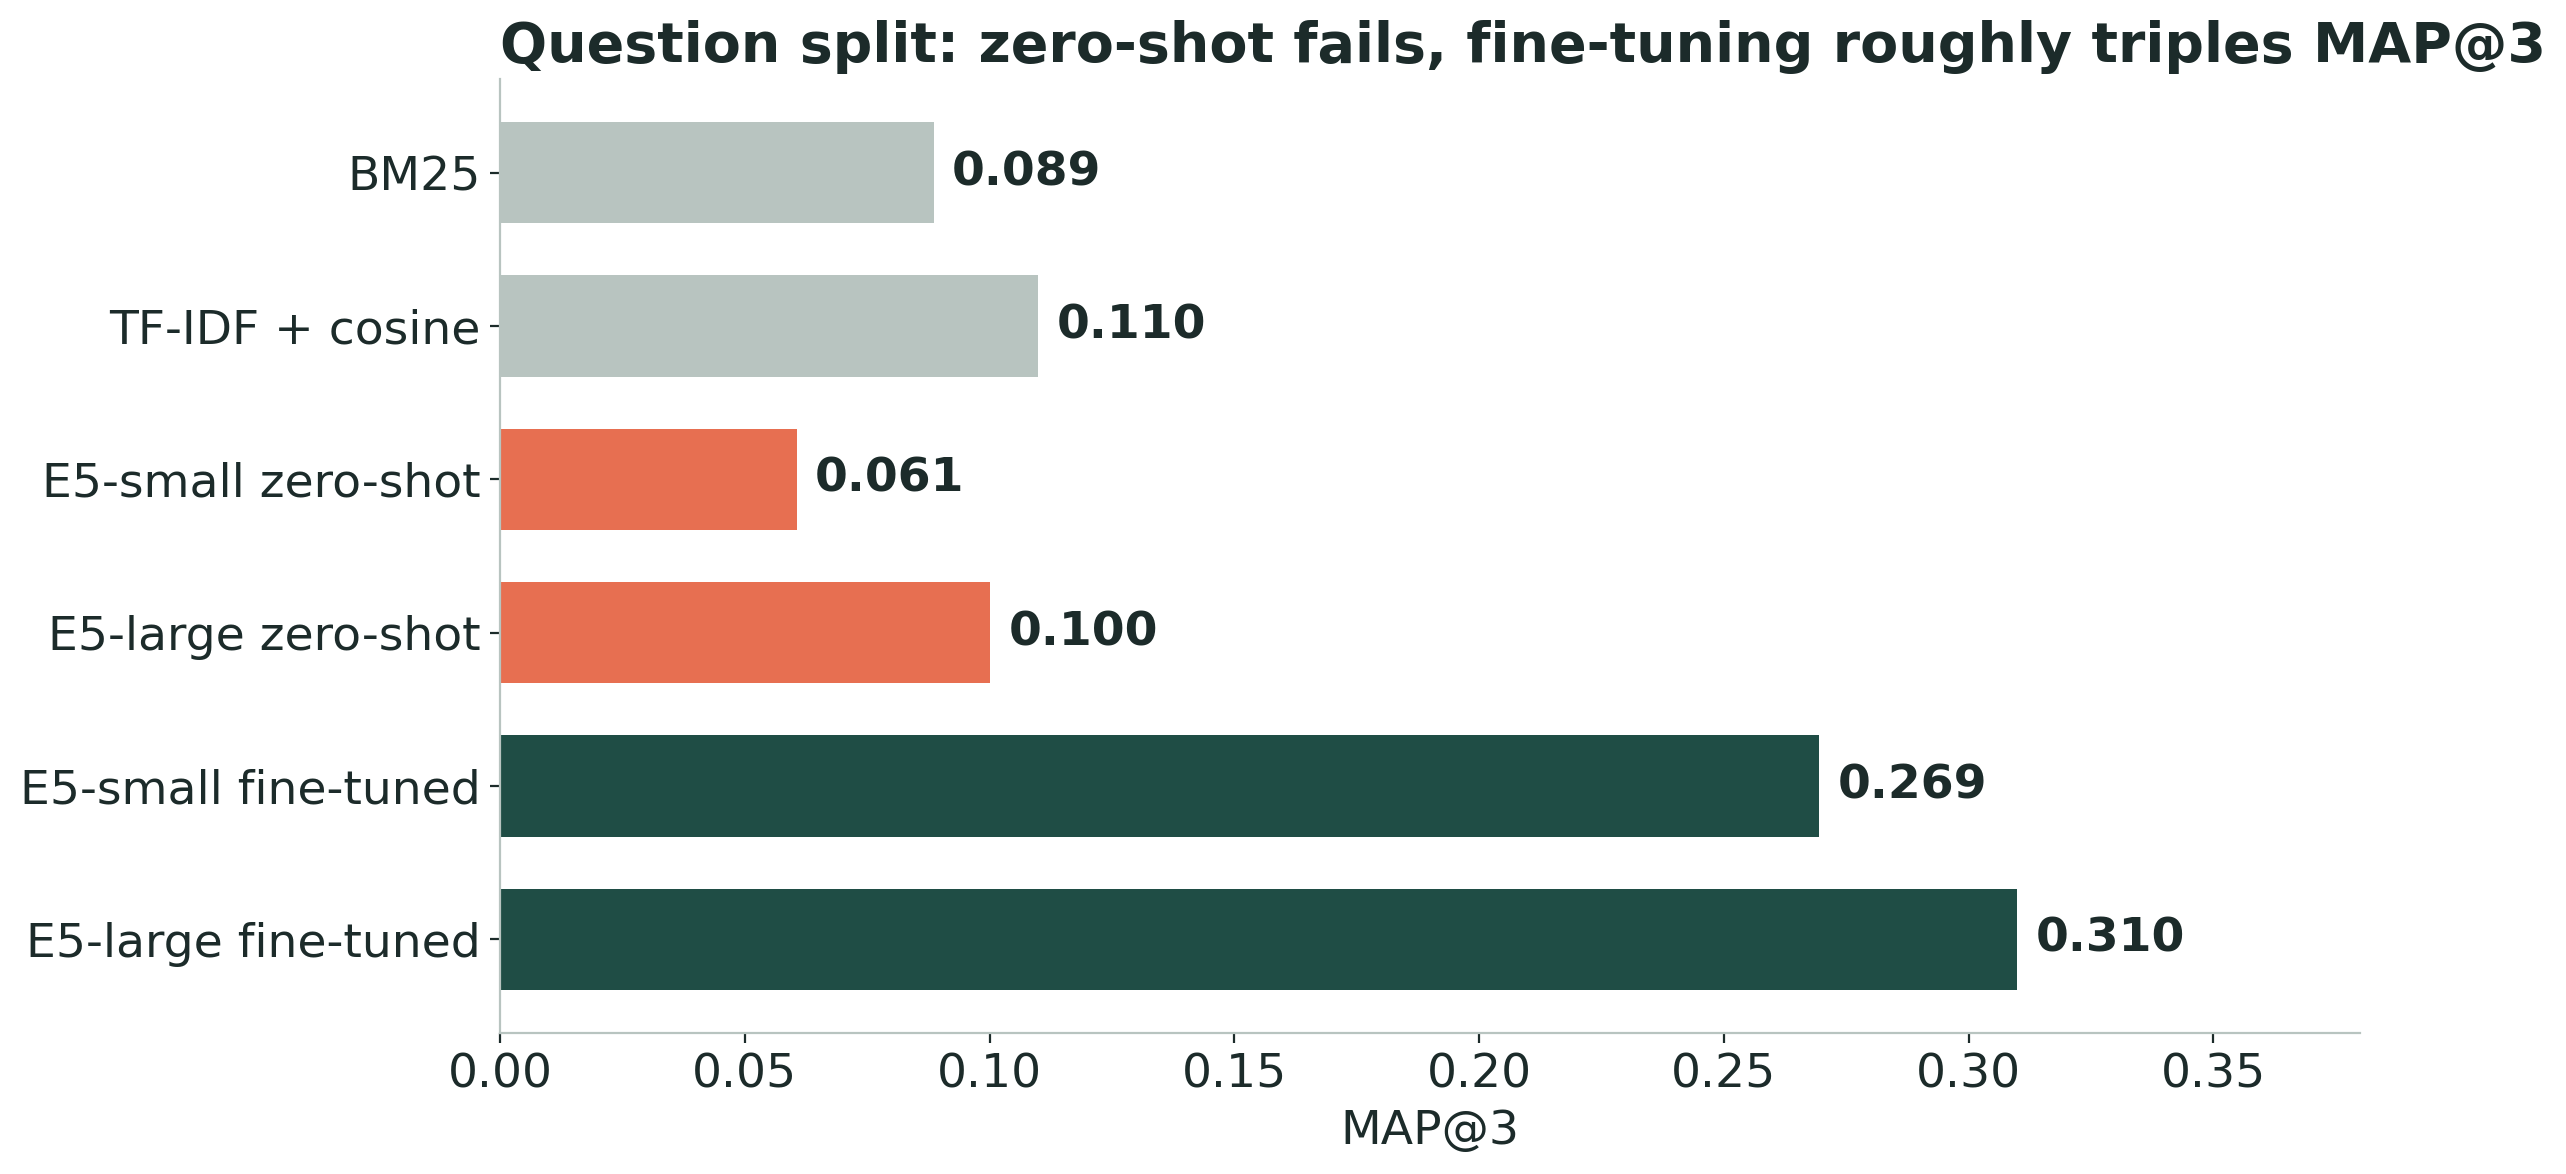 Question split: zero-shot fails, fine-tuning roughly triples MAP@3
BM25
0.089
TF-IDF + cosine
0.110
E5-small zero-shot
0.061
E5-large zero-shot
0.100
E5-small fine-tuned
0.269
E5-large fine-tuned
0.310
0.00 0.05 0.10 0.15 0.20 0.25 0.30 0.35
MAP@3